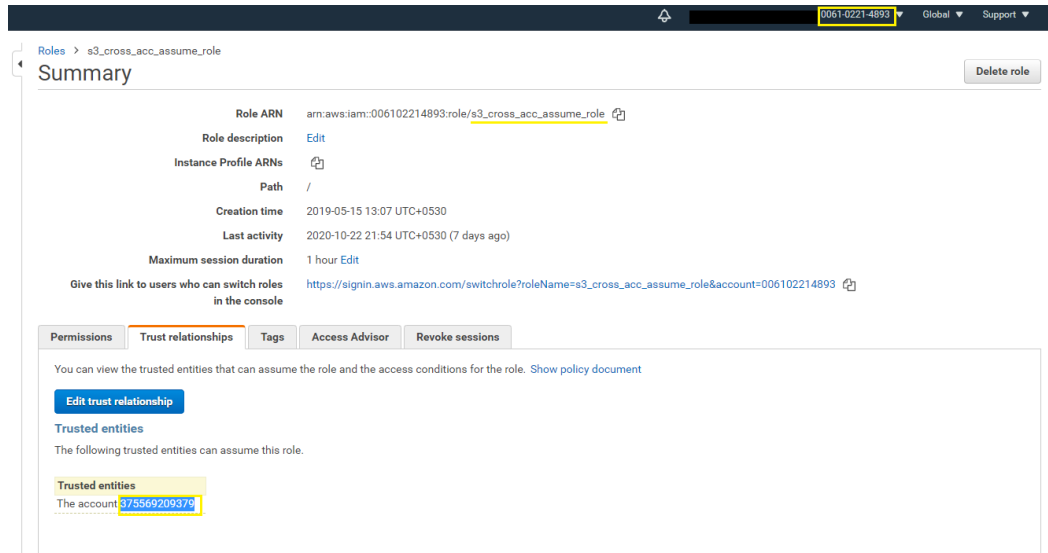 0061-0221-4893 Global Support
Roles > s3_cross_acc_assume_role
Summary
Delete role
Role ARN arn:aws:iam::006102214893:role/s3_cross_acc_assume_role
Role description Edit
Instance Profile ARNs
Path /
Creation time 2019-05-15 13:07 UTC+0530
Last activity 2020-10-22 21:54 UTC+0530 (7 days ago)
Maximum session duration 1 hour Edit
Give this link to users who can switch roles https://signin.aws.amazon.com/switchrole?roleName=s3_cross_acc_assume_role&account=006102214893
in the console
Permissions Trust relationships Tags Access Advisor Revoke sessions
You can view the trusted entities that can assume the role and the access conditions for the role. Show policy document
Edit trust relationship
Trusted entities
The following trusted entities can assume this role.
Trusted entities
The account 375569209379